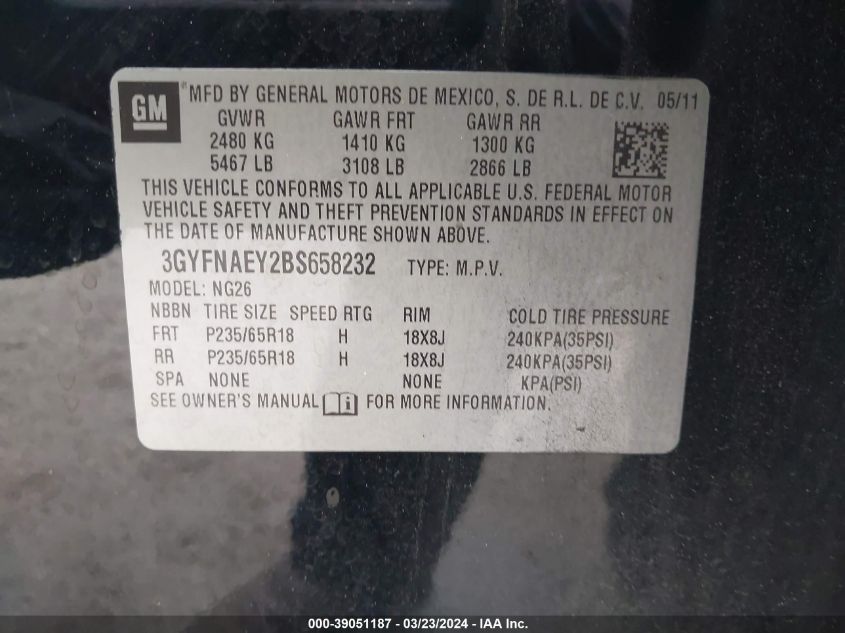 GM
MFD BY GENERAL MOTORS DE MEXICO, S. DE R.L. DE C.V. 05/11
GVWR GAWR FRT GAWR RR
2480 KG 1410 KG 1300 KG
5467 LB 3108 LB 2866 LB
THIS VEHICLE CONFORMS TO ALL APPLICABLE U.S. FEDERAL MOTOR
VEHICLE SAFETY AND THEFT PREVENTION STANDARDS IN EFFECT ON
THE DATE OF MANUFACTURE SHOWN ABOVE.
3GYFNAEY2BS658232 TYPE: M.P.V.
MODEL: NG26
NBBN TIRE SIZE SPEED RTG RIM COLD TIRE PRESSURE
FRT P235/65R18 H 18X8J 240KPA(35PSI)
RR P235/65R18 H 18X8J 240KPA(35PSI)
SPA NONE NONE KPA(PSI)
SEE OWNER'S MANUAL FOR MORE INFORMATION.
000-39051187 - 03/23/2024 - IAA Inc.